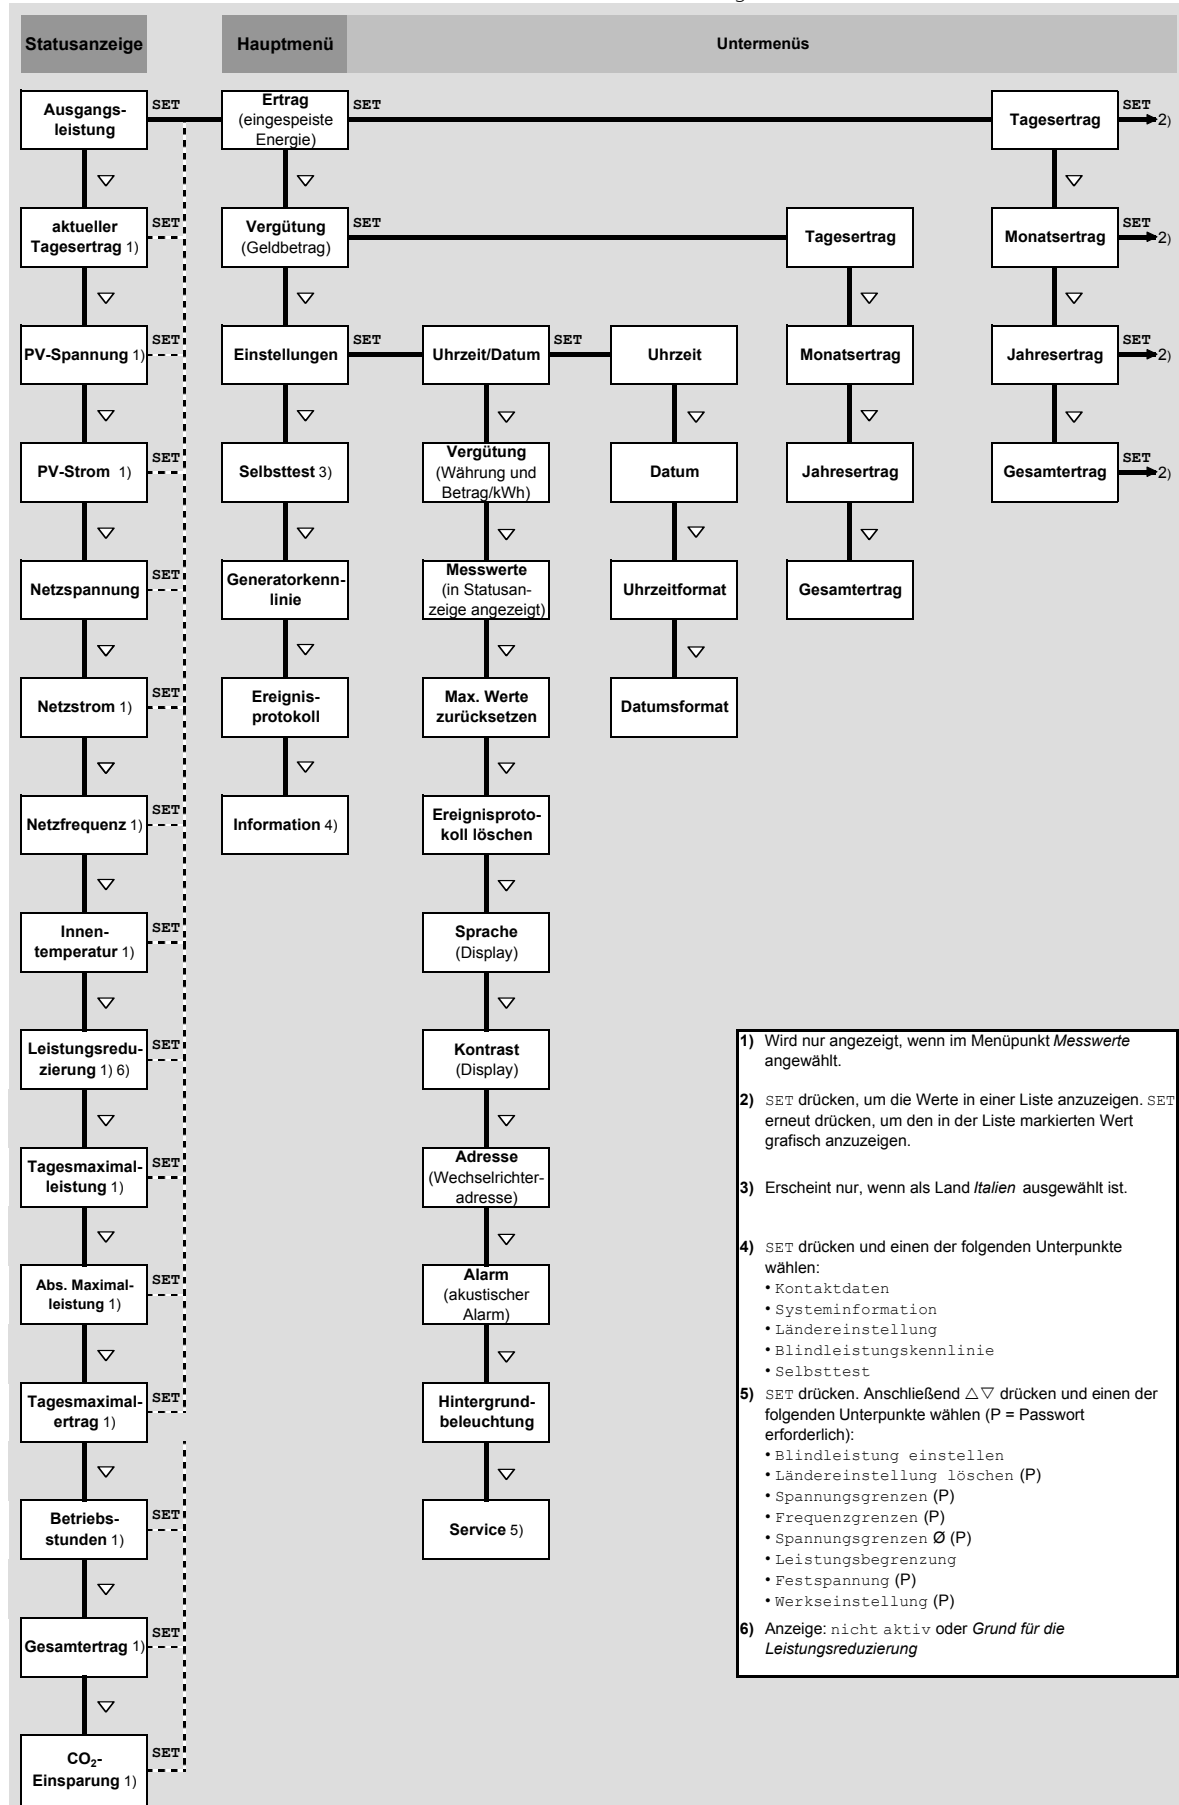 Statusanzeige
Hauptmenü
Untermenüs
Ausgangs-
leistung
SET
Ertrag
(eingespeiste
Energie)
SET
Tagesertrag
SET
2)
aktueller
Tagesertrag 1)
SET
Vergütung
(Geldbetrag)
SET
Tagesertrag
Monatsertrag
SET
2)
PV-Spannung 1)
SET
Einstellungen
SET
Uhrzeit/Datum
SET
Uhrzeit
Monatsertrag
Jahresertrag
SET
2)
PV-Strom 1)
SET
Selbsttest 3)
Vergütung
(Währung und
Betrag/kWh)
Datum
Jahresertrag
Gesamtertrag
SET
2)
Netzspannung
SET
Generatorkenn-
linie
Messwerte
(in Statusan-
zeige angezeigt)
Uhrzeitformat
Gesamtertrag
Netzstrom 1)
SET
Ereignis-
protokoll
Max. Werte
zurücksetzen
Datumsformat
Netzfrequenz 1)
SET
Information 4)
Ereignisproto-
koll löschen
Innen-
temperatur 1)
SET
Sprache
(Display)
Leistungsredu-
zierung 1) 6)
SET
Kontrast
(Display)
Tagesmaximal-
leistung 1)
SET
Adresse
(Wechselrichter-
adresse)
Abs. Maximal-
leistung 1)
SET
Alarm
(akustischer
Alarm)
Tagesmaximal-
ertrag 1)
SET
Hintergrund-
beleuchtung
Betriebs-
stunden 1)
SET
Service 5)
Gesamtertrag 1)
SET
CO₂-
Einsparung 1)
SET
1) Wird nur angezeigt, wenn im Menüpunkt Messwerte
angewählt.
2) SET drücken, um die Werte in einer Liste anzuzeigen. SET
erneut drücken, um den in der Liste markierten Wert
grafisch anzuzeigen.
3) Erscheint nur, wenn als Land Italien ausgewählt ist.
4) SET drücken und einen der folgenden Unterpunkte
wählen:
• Kontaktdaten
• Systeminformation
• Ländereinstellung
• Blindleistungskennlinie
• Selbsttest
5) SET drücken. Anschließend △▽ drücken und einen der
folgenden Unterpunkte wählen (P = Passwort
erforderlich):
• Blindleistung einstellen
• Ländereinstellung löschen (P)
• Spannungsgrenzen (P)
• Frequenzgrenzen (P)
• Spannungsgrenzen Ø (P)
• Leistungsbegrenzung
• Festspannung (P)
• Werkseinstellung (P)
6) Anzeige: nicht aktiv oder Grund für die
Leistungsreduzierung